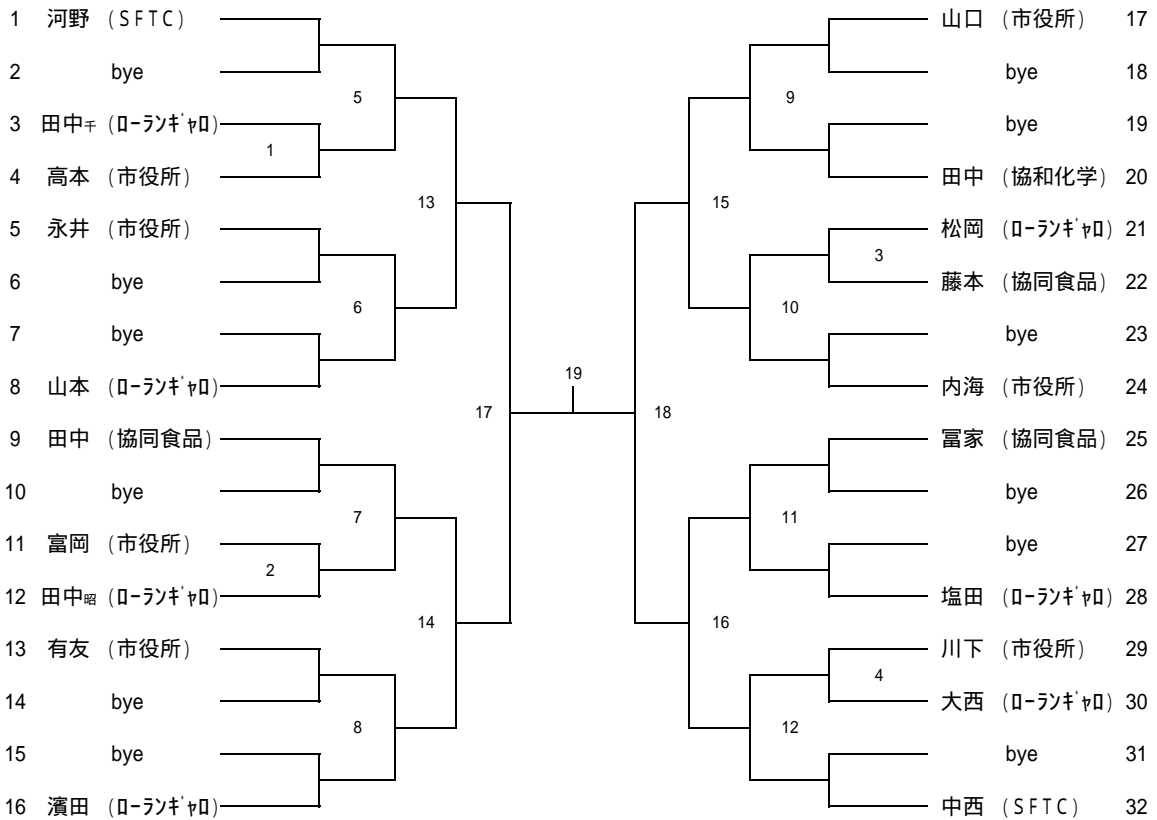 1 河野 (SFTC)
山口 (市役所) 17
2 bye
bye 18
5
9
3 田中千 (ﾛｰﾗﾝｷﾞｬﾛ)
bye 19
1
4 高本 (市役所)
田中 (協和化学) 20
13
15
5 永井 (市役所)
松岡 (ﾛｰﾗﾝｷﾞｬﾛ) 21
3
6 bye
藤本 (協同食品) 22
6
10
7 bye
bye 23
19
8 山本 (ﾛｰﾗﾝｷﾞｬﾛ)
内海 (市役所) 24
17
18
9 田中 (協同食品)
冨家 (協同食品) 25
10 bye
bye 26
7
11
11 富岡 (市役所)
bye 27
2
12 田中昭 (ﾛｰﾗﾝｷﾞｬﾛ)
塩田 (ﾛｰﾗﾝｷﾞｬﾛ) 28
14
16
13 有友 (市役所)
川下 (市役所) 29
4
14 bye
大西 (ﾛｰﾗﾝｷﾞｬﾛ) 30
8
12
15 bye
bye 31
16 濱田 (ﾛｰﾗﾝｷﾞｬﾛ)
中西 (SFTC) 32